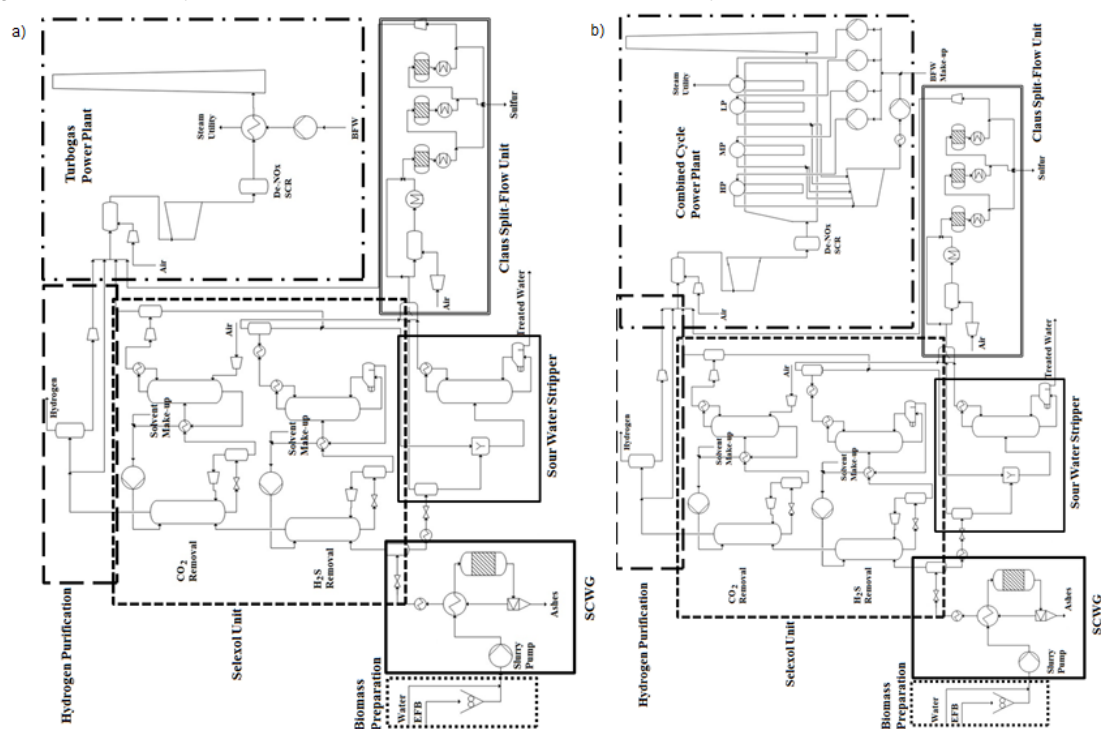 a)
Turbogas
Power Plant
Steam
Utility
BFW
De-NOx
SCR
Air
Sulfur
Claus Split-Flow Unit
Air
M
Hydrogen Purification
Hydrogen
Air
Solvent
Make-up
Solvent
Make-up
CO2
Removal
H2S
Removal
Selexol Unit
Treated Water
Sour Water Stripper
Y
Biomass
Preparation
Water
EFB
Slurry
Pump
Ashes
SCWG
b)
Combined Cycle
Power Plant
Steam
Utility
LP
MP
HP
BFW
Make-up
De-NOx
SCR
Air
Sulfur
Claus Split-Flow Unit
Air
M
Hydrogen Purification
Hydrogen
Air
Solvent
Make-up
Solvent
Make-up
CO2
Removal
H2S
Removal
Selexol Unit
Treated Water
Sour Water Stripper
Y
Biomass
Preparation
Water
EFB
Slurry
Pump
Ashes
SCWG